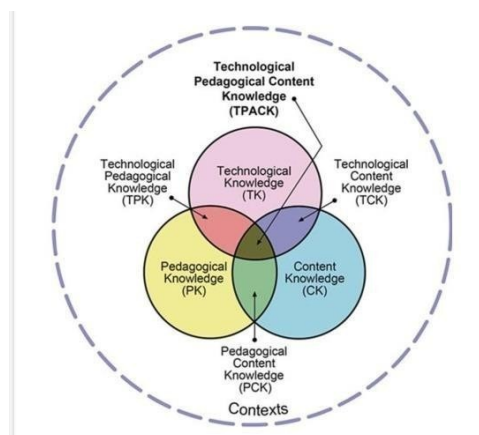 Technological
Pedagogical Content
Knowledge
(TPACK)
Technological
Pedagogical
Knowledge
(TPK)
Technological
Knowledge
(TK)
Technological
Content
Knowledge
(TCK)
Pedagogical
Knowledge
(PK)
Content
Knowledge
(CK)
Pedagogical
Content
Knowledge
(PCK)
Contexts